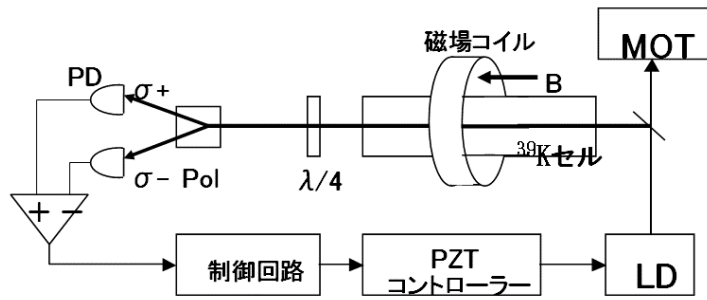 磁場コイル
MOT
PD
σ+
B
σ- Pol
λ/4
³⁹Kセル
+ -
制御回路
PZT
コントローラー
LD